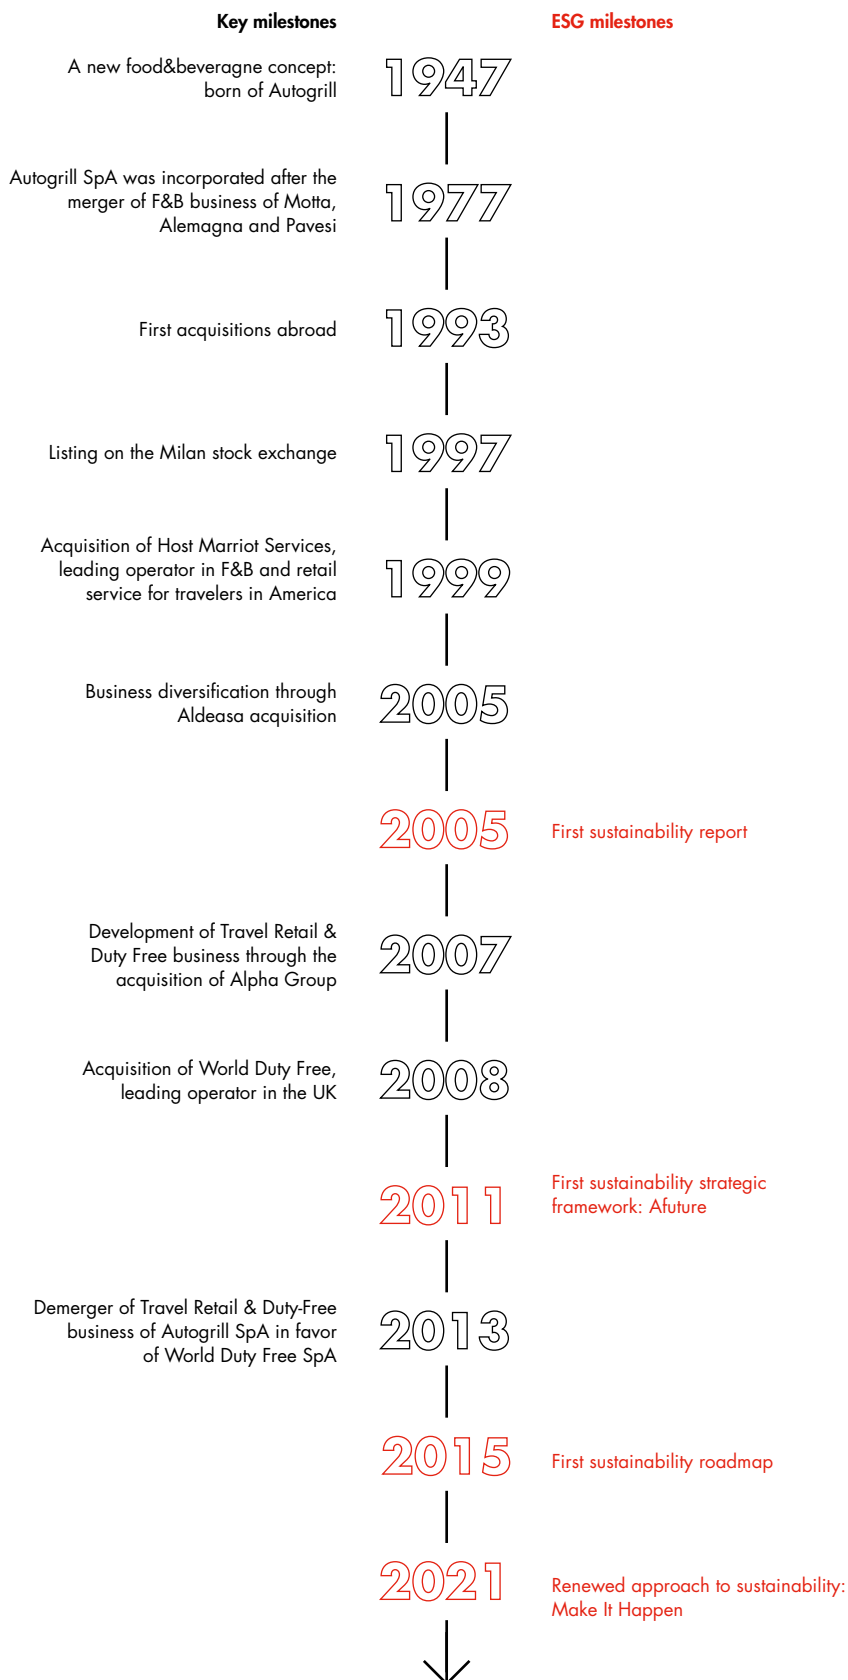 Key milestones
ESG milestones
A new food&beveragne concept:
born of Autogrill
1947
Autogrill SpA was incorporated after the
merger of F&B business of Motta,
Alemagna and Pavesi
1977
First acquisitions abroad
1993
Listing on the Milan stock exchange
1997
Acquisition of Host Marriot Services,
leading operator in F&B and retail
service for travelers in America
1999
Business diversification through
Aldeasa acquisition
2005
2005
First sustainability report
Development of Travel Retail &
Duty Free business through the
acquisition of Alpha Group
2007
Acquisition of World Duty Free,
leading operator in the UK
2008
2011
First sustainability strategic
framework: Afuture
Demerger of Travel Retail & Duty-Free
business of Autogrill SpA in favor
of World Duty Free SpA
2013
2015
First sustainability roadmap
2021
Renewed approach to sustainability:
Make It Happen